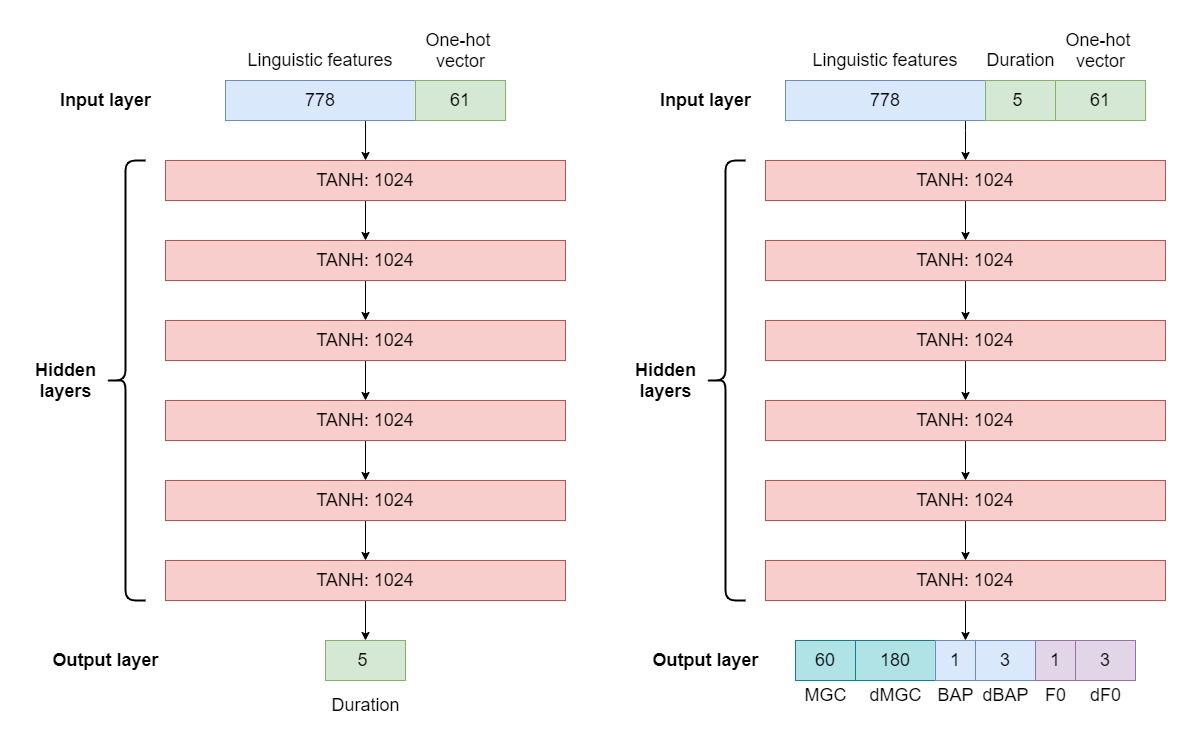 Linguistic features
One-hot
vector
Input layer
778
61
TANH: 1024
TANH: 1024
TANH: 1024
Hidden
layers
TANH: 1024
TANH: 1024
TANH: 1024
Output layer
5
Duration
Linguistic features
Duration
One-hot
vector
Input layer
778
5
61
TANH: 1024
TANH: 1024
TANH: 1024
Hidden
layers
TANH: 1024
TANH: 1024
TANH: 1024
Output layer
60
180
1
3
1
3
MGC
dMGC
BAP
dBAP
F0
dF0